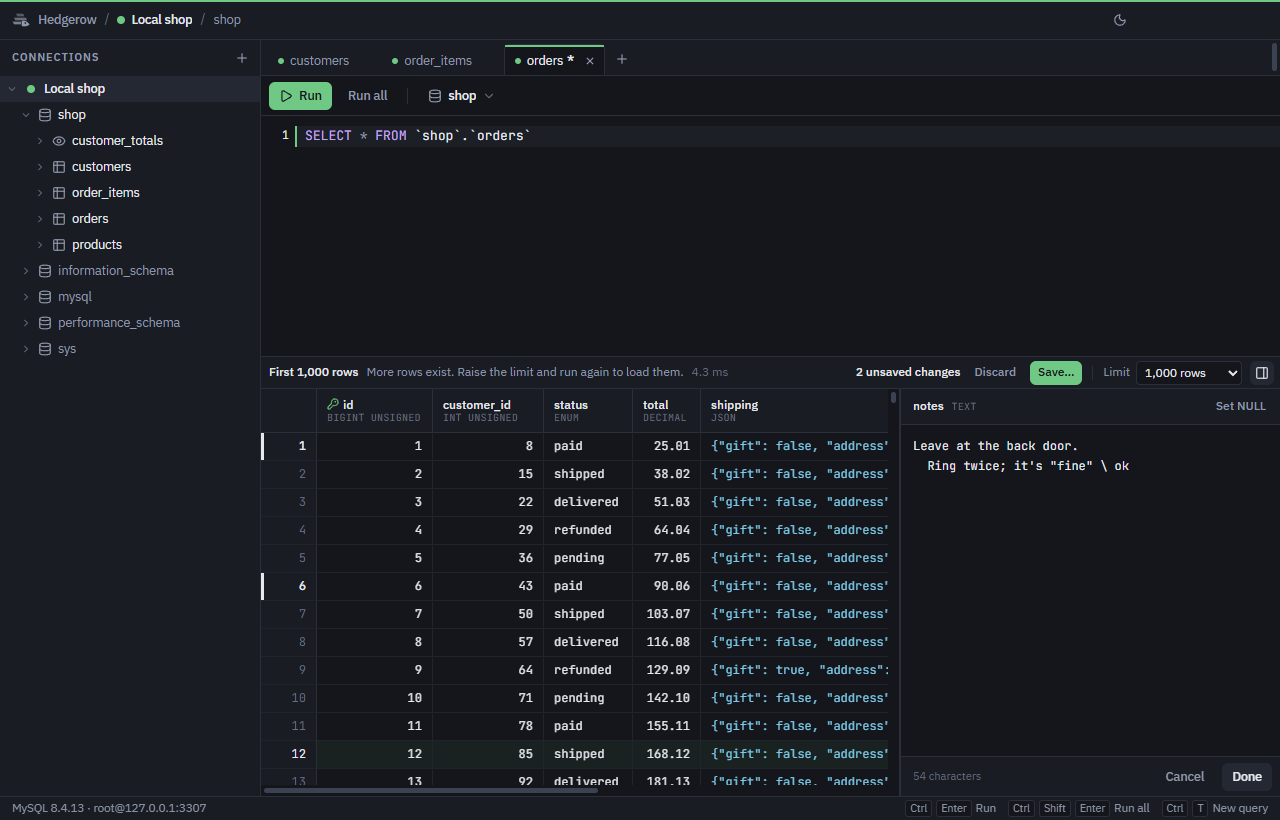 Hedgerow / Local shop / shop
CONNECTIONS
Local shop
shop
customer_totals
customers
order_items
orders
products
information_schema
mysql
performance_schema
sys
customers order_items orders *
Run Run all shop
1 SELECT * FROM `shop`.`orders`
First 1,000 rows More rows exist. Raise the limit and run again to load them. 4.3 ms 2 unsaved changes Discard Save... Limit 1,000 rows
id customer_id status total shipping
BIGINT UNSIGNED INT UNSIGNED ENUM DECIMAL JSON
1 1 8 paid 25.01 {"gift": false, "address"
2 2 15 shipped 38.02 {"gift": false, "address"
3 3 22 delivered 51.03 {"gift": false, "address"
4 4 29 refunded 64.04 {"gift": false, "address"
5 5 36 pending 77.05 {"gift": false, "address"
6 6 43 paid 90.06 {"gift": false, "address"
7 7 50 shipped 103.07 {"gift": false, "address"
8 8 57 delivered 116.08 {"gift": false, "address"
9 9 64 refunded 129.09 {"gift": true, "address":
10 10 71 pending 142.10 {"gift": false, "address"
11 11 78 paid 155.11 {"gift": false, "address"
12 12 85 shipped 168.12 {"gift": false, "address"
13 13 92 delivered 181.13 {"gift": false, "address"
notes TEXT Set NULL
Leave at the back door.
Ring twice; it's "fine" \ ok
54 characters Cancel Done
MySQL 8.4.13 · root@127.0.0.1:3307 Ctrl Enter Run Ctrl Shift Enter Run all Ctrl T New query